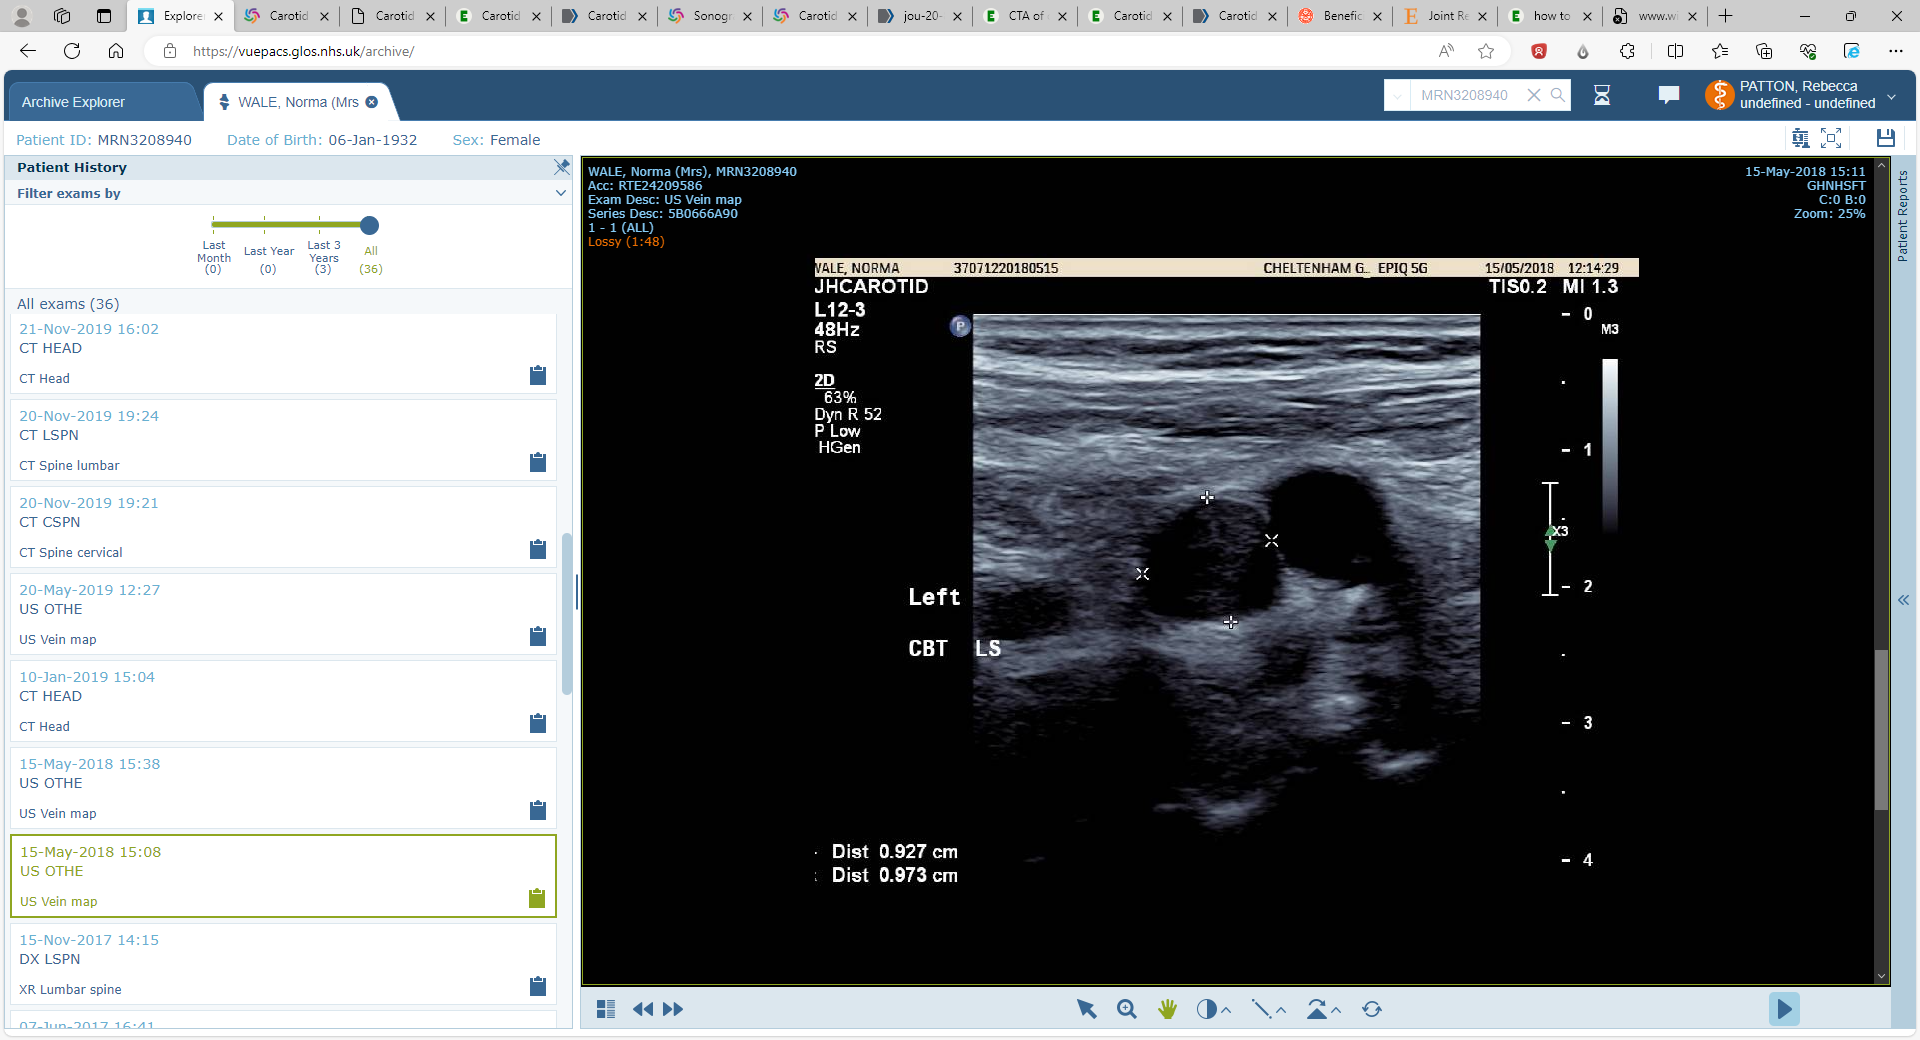 Explore
Carotid
Carotid
Carotid
Carotid
Sonogr
Carotid
jou-20-
CTA of
Carotid
Carotid
Benefic
Joint Re
how to
www.w
https://vuepacs.glos.nhs.uk/archive/
Archive Explorer
WALE, Norma (Mrs
MRN3208940
PATTON, Rebecca
undefined - undefined
Patient ID: MRN3208940 Date of Birth: 06-Jan-1932 Sex: Female
Patient History
Filter exams by
Last Month (0)
Last Year (0)
Last 3 Years (3)
All (36)
All exams (36)
21-Nov-2019 16:02
CT HEAD
CT Head
20-Nov-2019 19:24
CT LSPN
CT Spine lumbar
20-Nov-2019 19:21
CT CSPN
CT Spine cervical
20-May-2019 12:27
US OTHE
US Vein map
10-Jan-2019 15:04
CT HEAD
CT Head
15-May-2018 15:38
US OTHE
US Vein map
15-May-2018 15:08
US OTHE
US Vein map
15-Nov-2017 14:15
DX LSPN
XR Lumbar spine
07-Jun-2017 16:41
WALE, Norma (Mrs), MRN3208940
Acc: RTE24209586
Exam Desc: US Vein map
Series Desc: 5B0666A90
1 - 1 (ALL)
Lossy (1:48)
15-May-2018 15:11
GHNHSFT
C:0 B:0
Zoom: 25%
WALE, NORMA 37071220180515 CHELTENHAM G... EPIQ 5G 15/05/2018 12:14:29
JHCAROTID TIS0.2 MI 1.3
L12-3
48Hz
RS
2D
63%
Dyn R 52
P Low
HGen
P
0
M3
1
X3
2
3
4
Left
CBT LS
Dist 0.927 cm
Dist 0.973 cm
Patient Reports